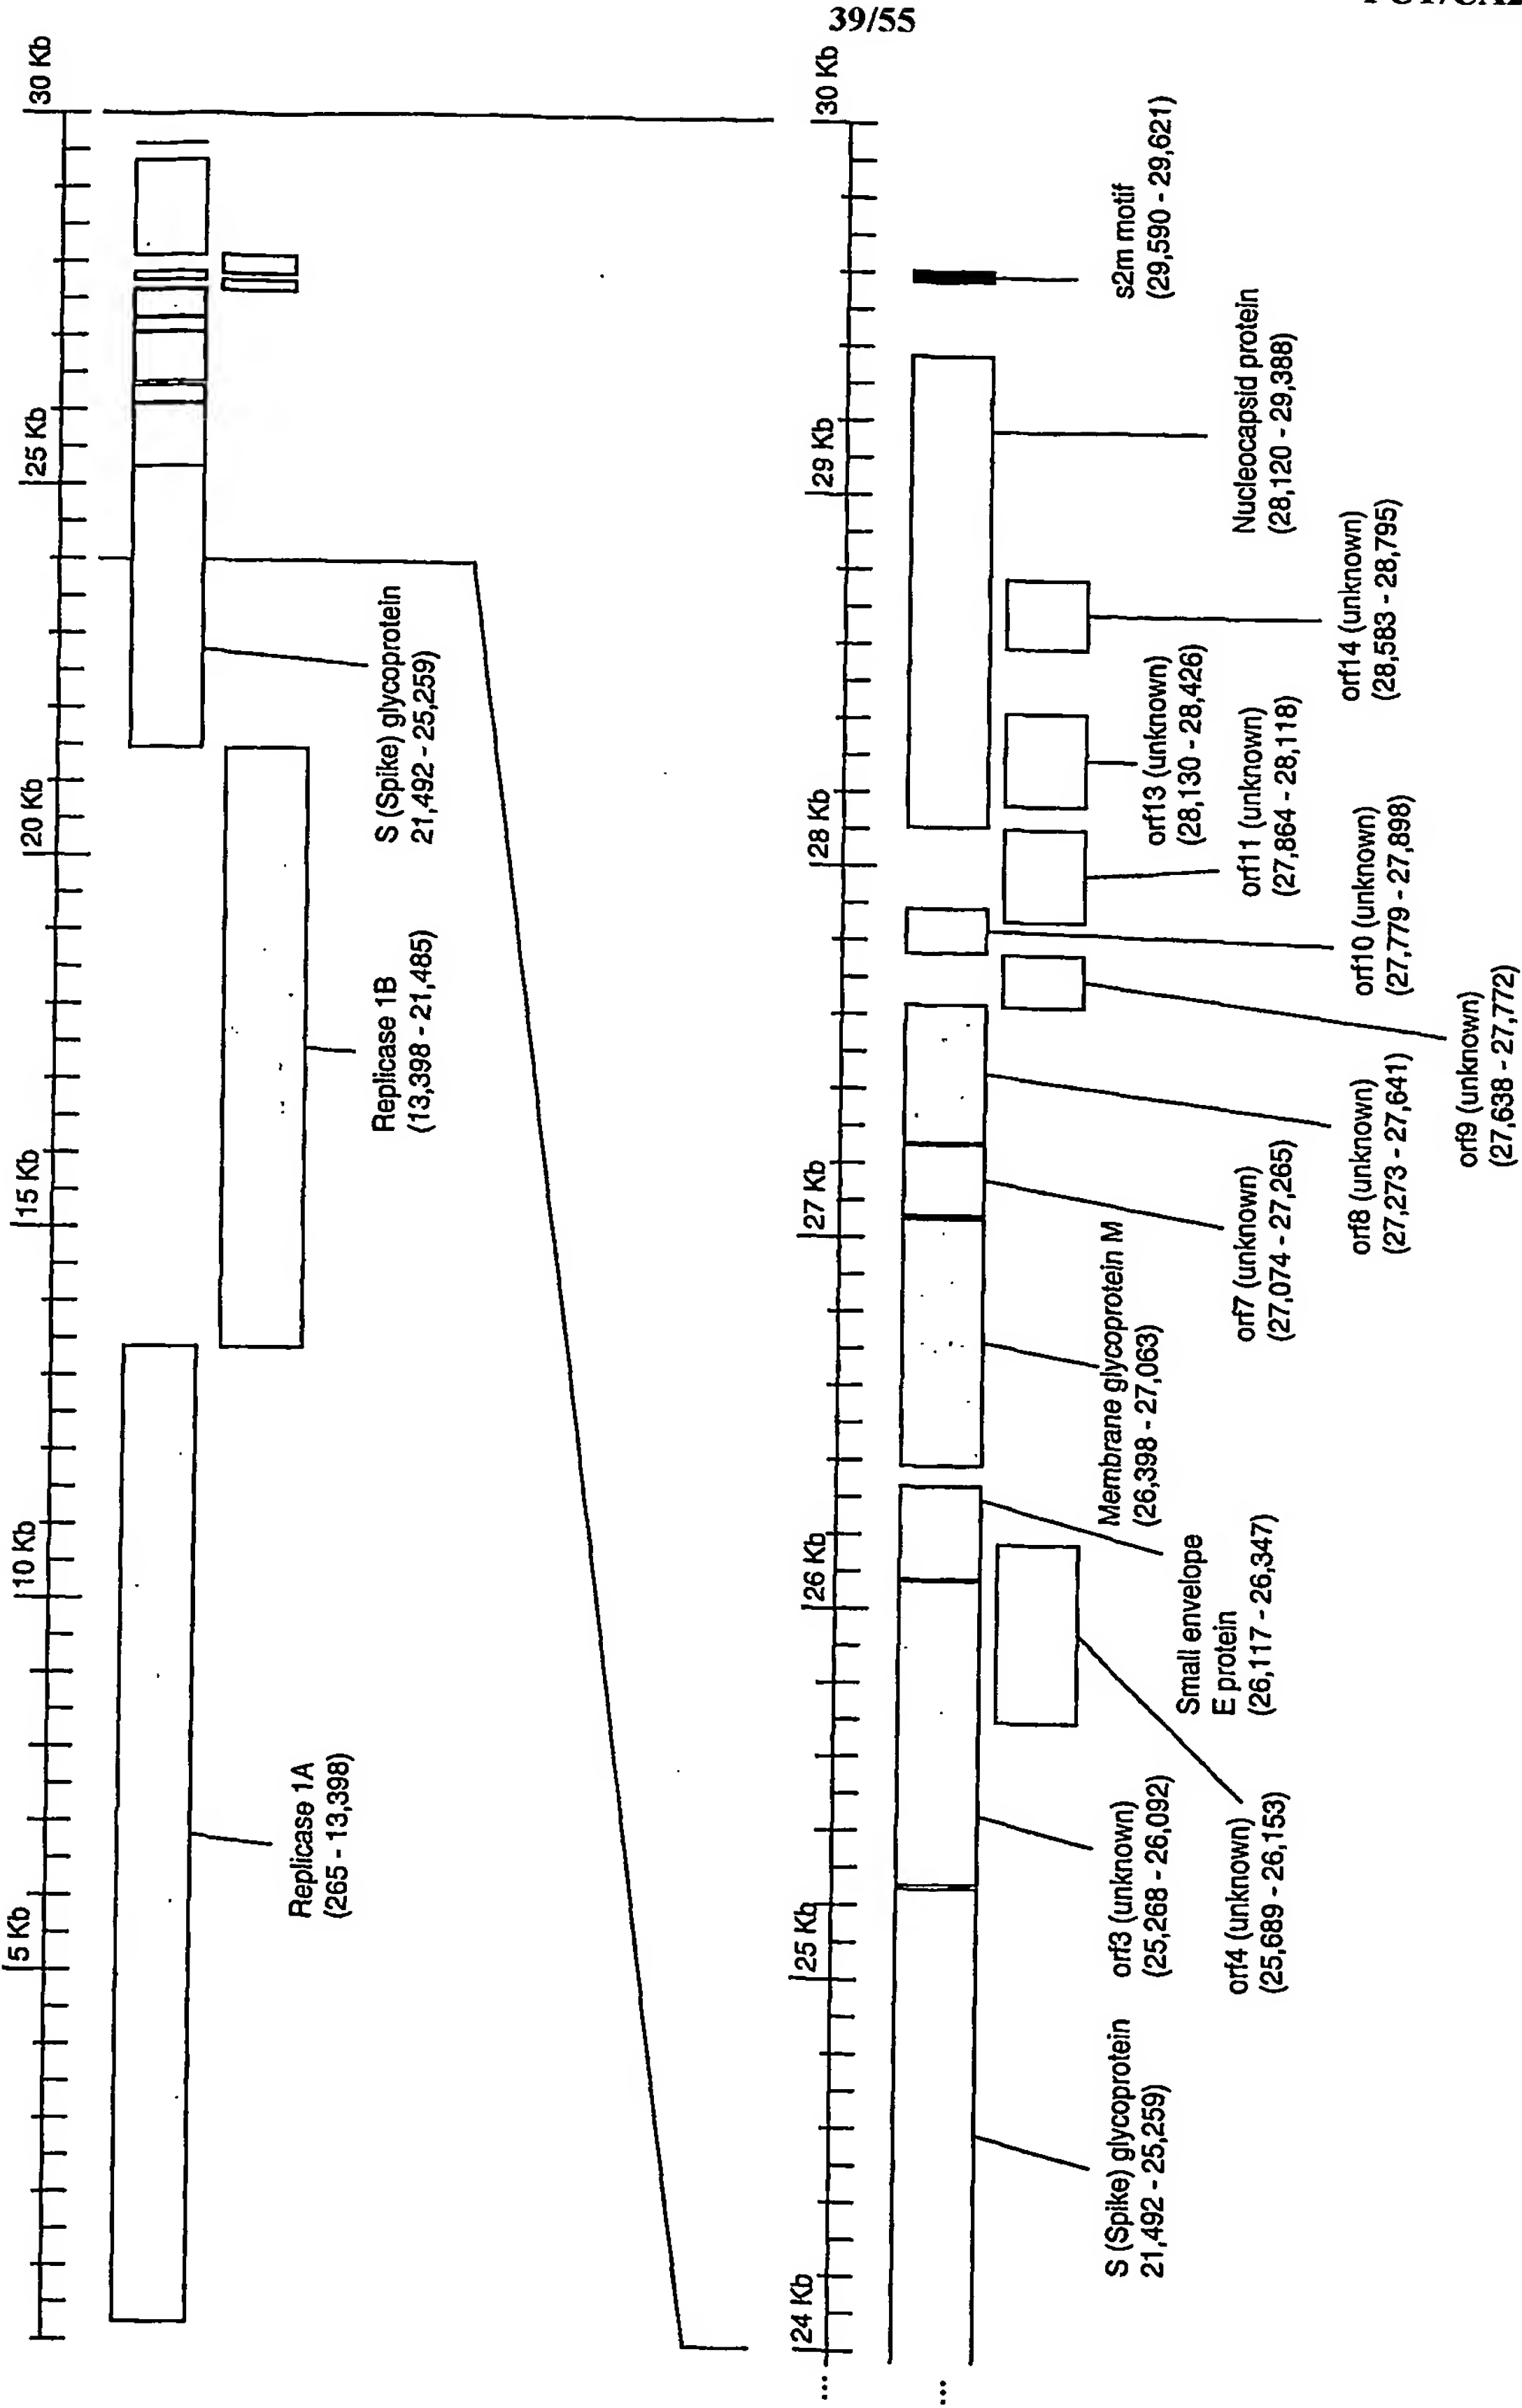 39/55
5 Kb
10 Kb
15 Kb
20 Kb
25 Kb
30 Kb
Replicase 1A
(265 - 13,398)
Replicase 1B
(13,398 - 21,485)
S (Spike) glycoprotein
21,492 - 25,259)
...
24 Kb
25 Kb
26 Kb
27 Kb
28 Kb
29 Kb
30 Kb
...
S (Spike) glycoprotein
21,492 - 25,259)
orf3 (unknown)
(25,268 - 26,092)
orf4 (unknown)
(25,689 - 26,153)
Small envelope
E protein
(26,117 - 26,347)
Membrane glycoprotein M
(26,398 - 27,063)
orf7 (unknown)
(27,074 - 27,265)
orf8 (unknown)
(27,273 - 27,641)
orf9 (unknown)
(27,638 - 27,772)
orf10 (unknown)
(27,779 - 27,898)
orf11 (unknown)
(27,864 - 28,118)
orf13 (unknown)
(28,130 - 28,426)
orf14 (unknown)
(28,583 - 28,795)
Nucleocapsid protein
(28,120 - 29,388)
s2m motif
(29,590 - 29,621)